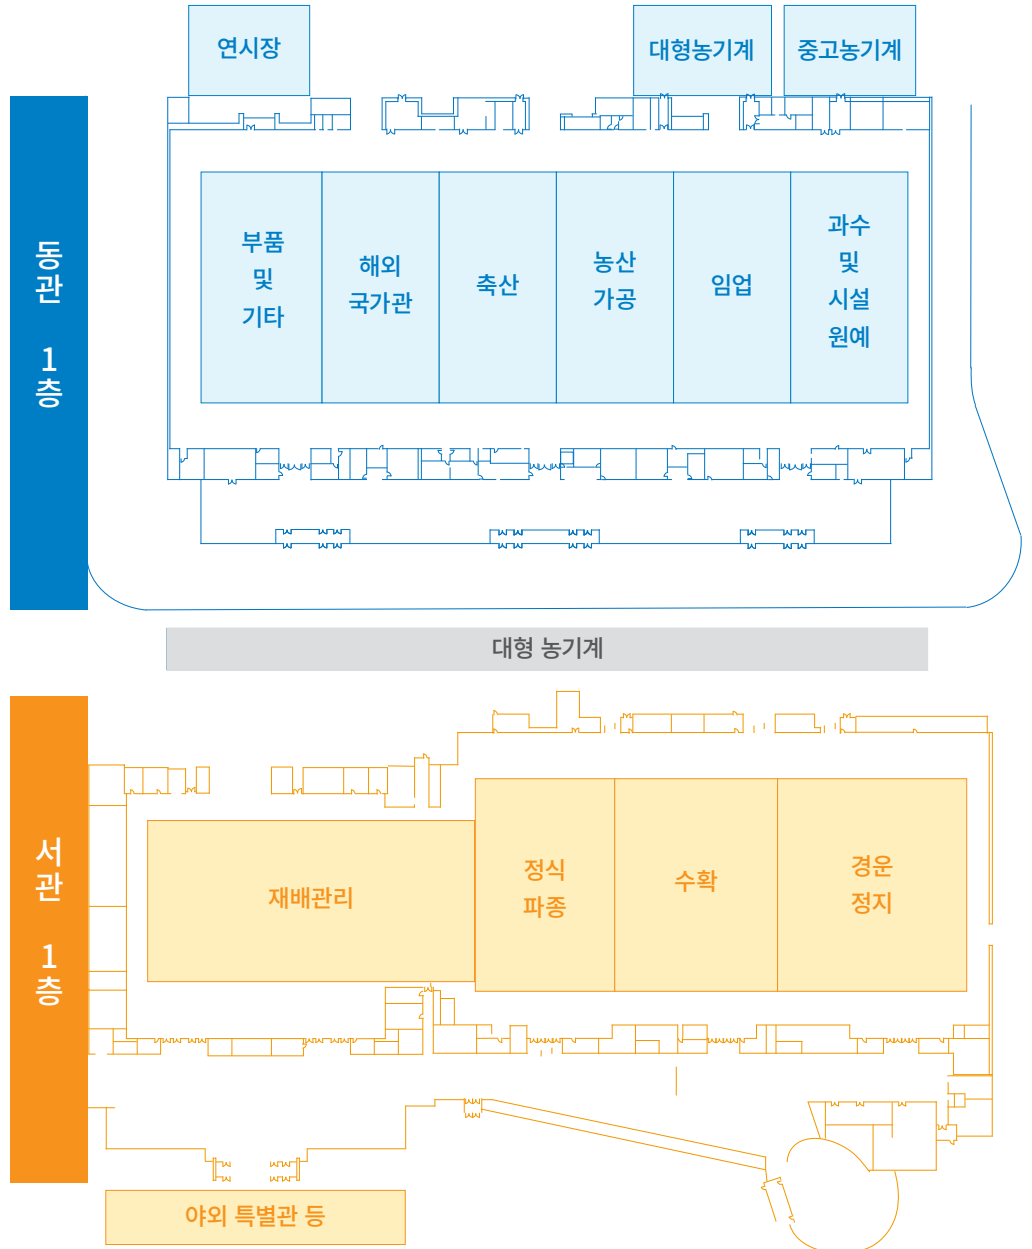 연시장
대형농기계
중고농기계
동관 1층
부품
및
기타
해외
국가관
축산
농산
가공
임업
과수
및
시설
원예
대형 농기계
서관 1층
재배관리
정식
파종
수확
경운
정지
야외 특별관 등